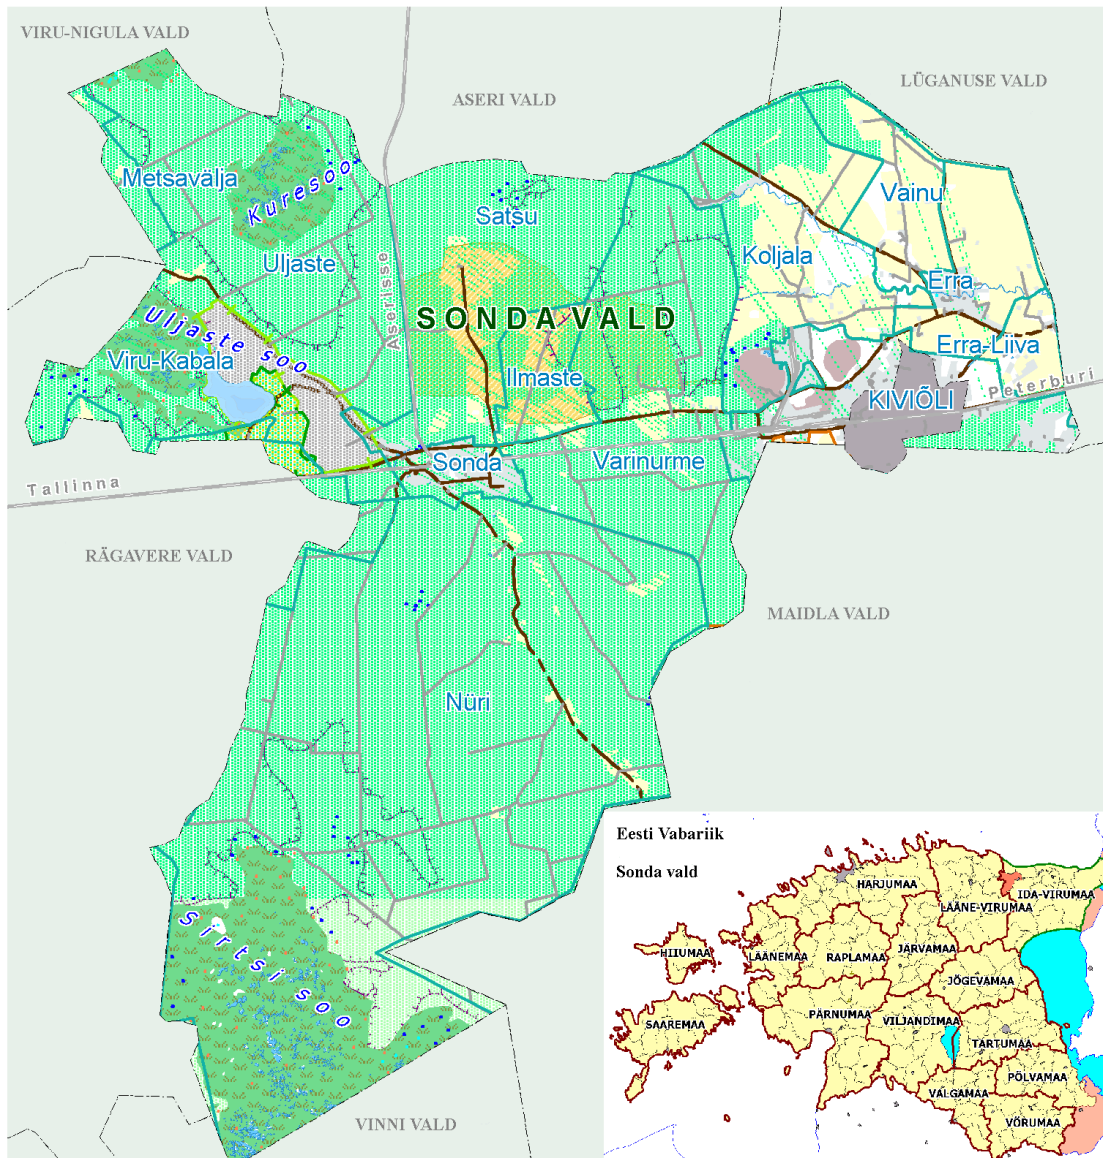 VIRU-NIGULA VALD
ASERI VALD
LÜGANUSE VALD
Metsavälja
Kuresoo
Satsu
Vainu
Uljaste
Koljala
Aserisse
Erra
Uljaste soo
SONDA VALD
Viru-Kabala
Erra-Liiva
Ilmaste
KIVIÕLI
Peterburi
Sonda
Varinurme
Tallinna
RÄGAVERE VALD
MAIDLA VALD
Nüri
Sirtsi soo
VINNI VALD
Eesti Vabariik
Sonda vald
HARJUMAA
IDA-VIRUMAA
LÄÄNE-VIRUMAA
HIIUMAA
LÄÄNEMAA
RAPLAMAA
JÄRVAMAA
JÕGEVAMAA
PÄRNUMAA
VILJANDIMAA
SAAREMAA
TARTUMAA
PÕLVAMAA
VALGAMAA
VÕRUMAA